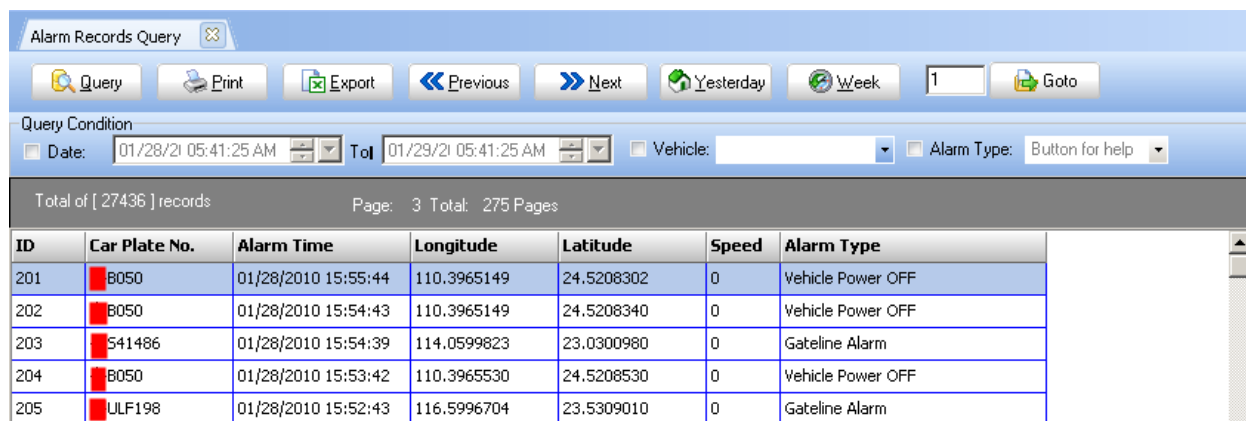 Alarm Records Query
Query Print Export Previous Next Yesterday Week 1 Goto
Query Condition
Date: 01/28/2 05:41:25 AM To 01/29/2 05:41:25 AM Vehicle: Alarm Type: Button for help
Total of [ 27436 ] records Page: 3 Total: 275 Pages
ID Car Plate No. Alarm Time Longitude Latitude Speed Alarm Type
201 B050 01/28/2010 15:55:44 110.3965149 24.5208302 0 Vehicle Power OFF
202 B050 01/28/2010 15:54:43 110.3965149 24.5208340 0 Vehicle Power OFF
203 541486 01/28/2010 15:54:39 114.0599823 23.0300980 0 Gateline Alarm
204 B050 01/28/2010 15:53:42 110.3965530 24.5208530 0 Vehicle Power OFF
205 ULF198 01/28/2010 15:52:43 116.5996704 23.5309010 0 Gateline Alarm